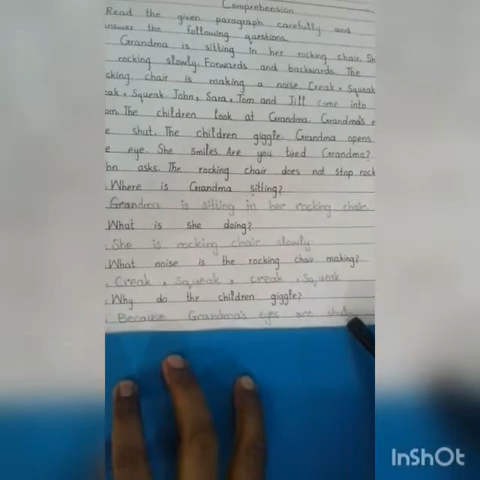 Comprehension
Read the given paragraph carefully and
answer the following questions.
Grandma is sitting in her rocking chair. Sh
rocking slowly. Forwards and backwards. The
cking chair is making a noise. Creak, Squeak
eak, Squeak. John, Sara, Tom and Jill come into
om. The children look at Grandma. Grandma's e
e shut. The children giggle. Grandma opens
e eye. She smiles. Are you tired Grandma?
hn asks. The rocking chair does not stop rock
Where is Grandma sitting?
Grandma is sitting in her rocking chair.
What is she doing?
She is rocking chair slowly
What noise is the rocking chair making?
Creak, squeak, creak, squeak
Why do the children giggle?
Because Grandma's eyes are shut
InShOt